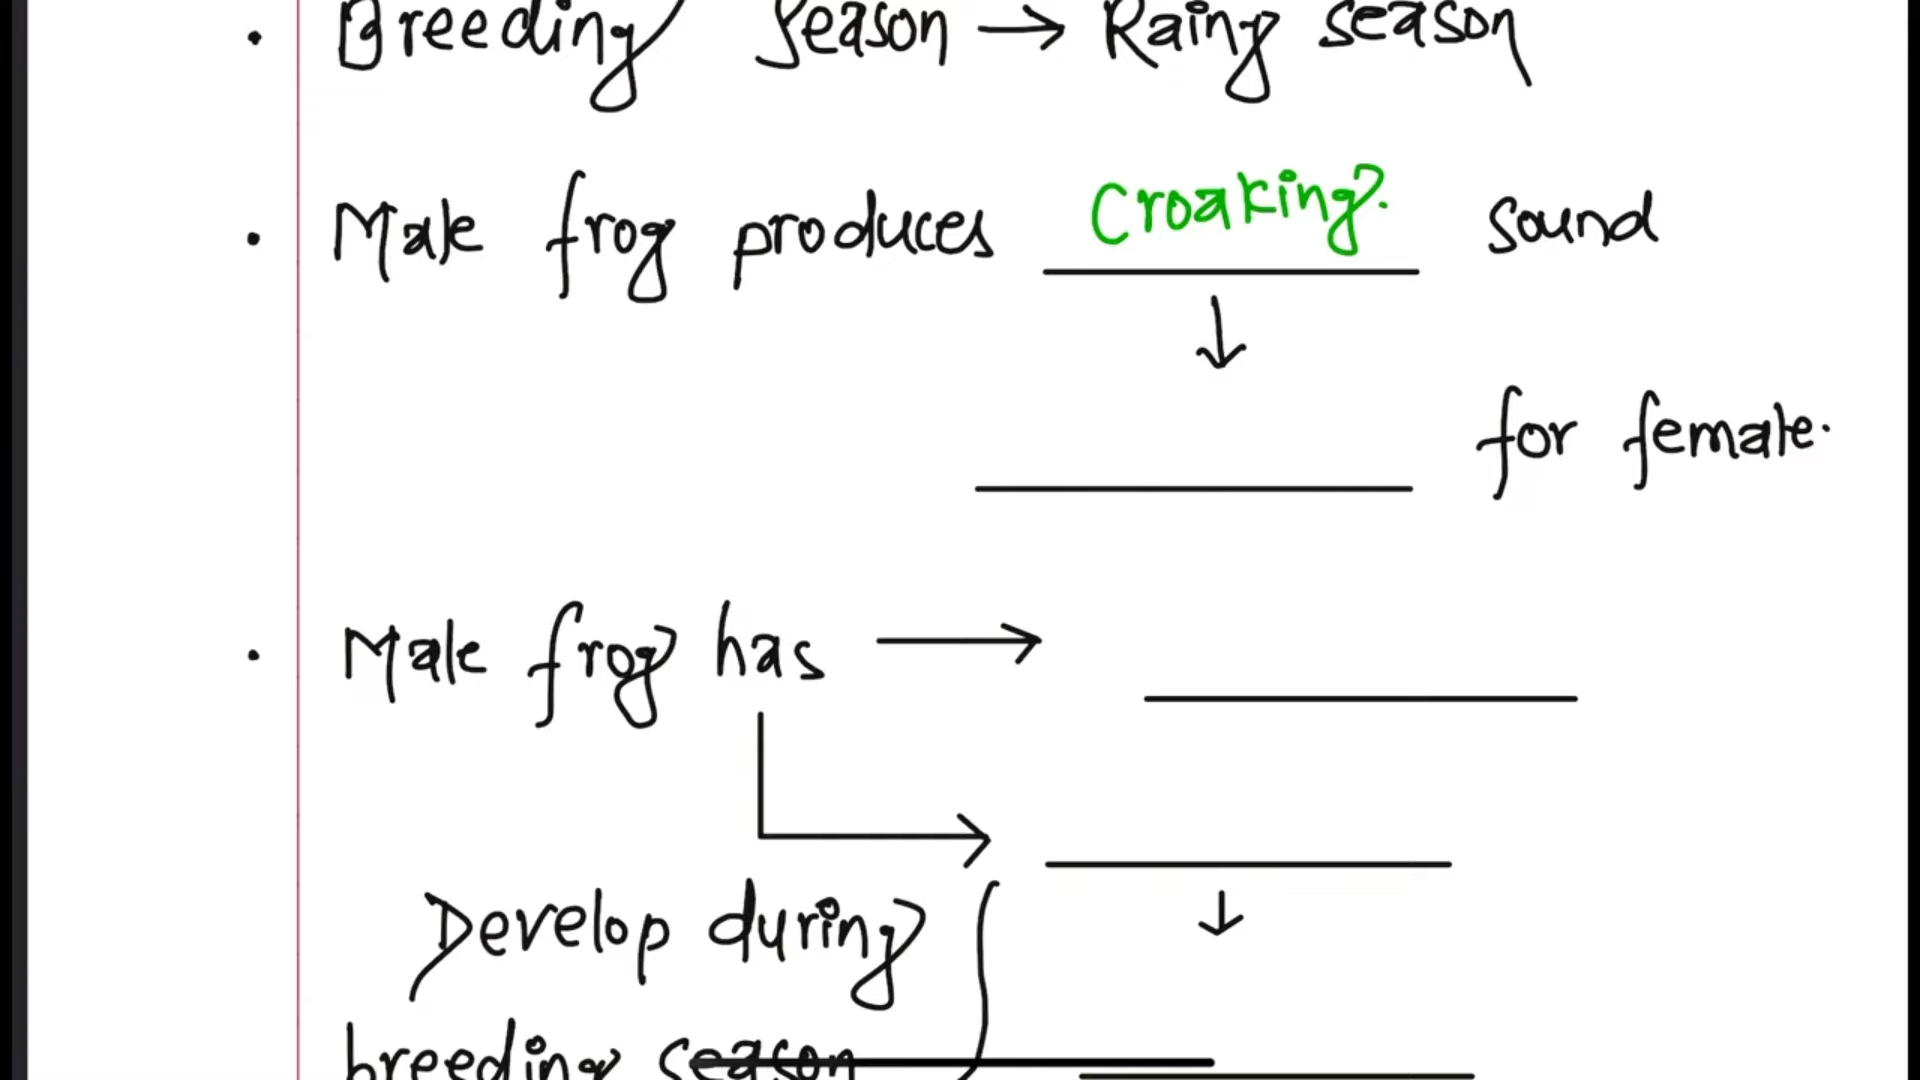 • Breeding Season → Rainy season
• Male frog produces Croaking. sound
↓
for female.
• Male frog has →
↓
Develop during
breeding season